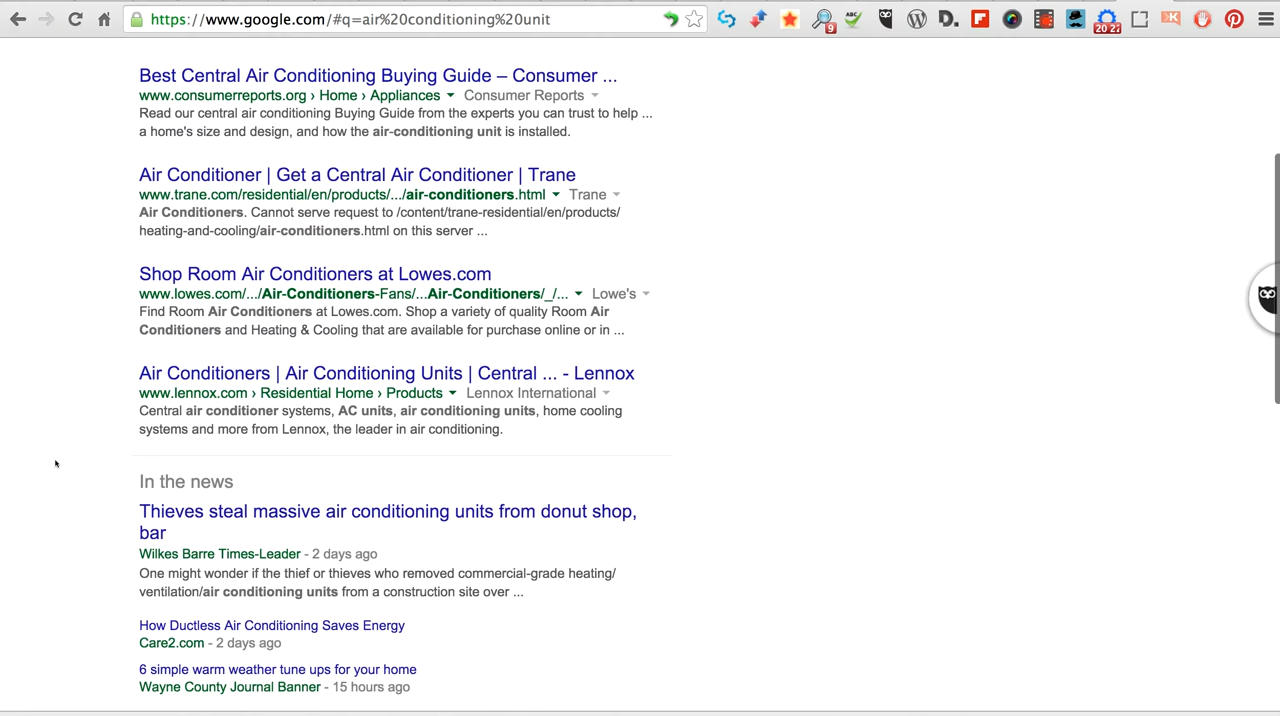 https://www.google.com/#q=air%20conditioning%20unit
9
ABC
D.
20 27
K
Best Central Air Conditioning Buying Guide – Consumer ...
www.consumerreports.org › Home › Appliances Consumer Reports
Read our central air conditioning Buying Guide from the experts you can trust to help ...
a home's size and design, and how the air-conditioning unit is installed.
Air Conditioner | Get a Central Air Conditioner | Trane
www.trane.com/residential/en/products/.../air-conditioners.html Trane
Air Conditioners. Cannot serve request to /content/trane-residential/en/products/
heating-and-cooling/air-conditioners.html on this server ...
Shop Room Air Conditioners at Lowes.com
www.lowes.com/.../Air-Conditioners-Fans/...Air-Conditioners/_/... Lowe's
Find Room Air Conditioners at Lowes.com. Shop a variety of quality Room Air
Conditioners and Heating & Cooling that are available for purchase online or in ...
Air Conditioners | Air Conditioning Units | Central ... - Lennox
www.lennox.com › Residential Home › Products Lennox International
Central air conditioner systems, AC units, air conditioning units, home cooling
systems and more from Lennox, the leader in air conditioning.
In the news
Thieves steal massive air conditioning units from donut shop,
bar
Wilkes Barre Times-Leader - 2 days ago
One might wonder if the thief or thieves who removed commercial-grade heating/
ventilation/air conditioning units from a construction site over ...
How Ductless Air Conditioning Saves Energy
Care2.com - 2 days ago
6 simple warm weather tune ups for your home
Wayne County Journal Banner - 15 hours ago